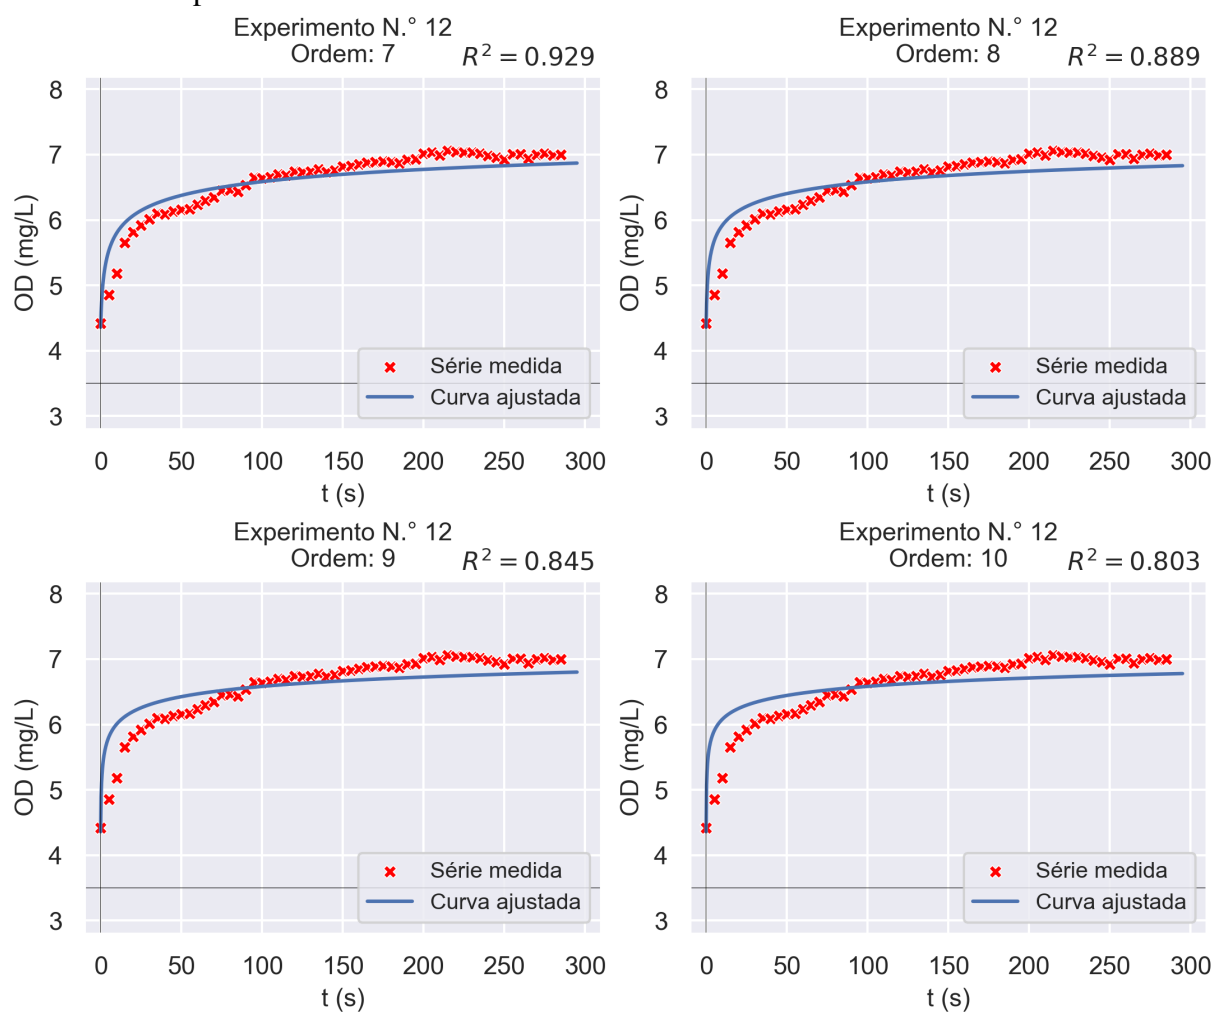 Experimento N.° 12
Ordem: 7 R² = 0.929
8
7
6
5
4
3
OD (mg/L)
Série medida
Curva ajustada
0 50 100 150 200 250 300
t (s)
Experimento N.° 12
Ordem: 8 R² = 0.889
8
7
6
5
4
3
OD (mg/L)
Série medida
Curva ajustada
0 50 100 150 200 250 300
t (s)
Experimento N.° 12
Ordem: 9 R² = 0.845
8
7
6
5
4
3
OD (mg/L)
Série medida
Curva ajustada
0 50 100 150 200 250 300
t (s)
Experimento N.° 12
Ordem: 10 R² = 0.803
8
7
6
5
4
3
OD (mg/L)
Série medida
Curva ajustada
0 50 100 150 200 250 300
t (s)